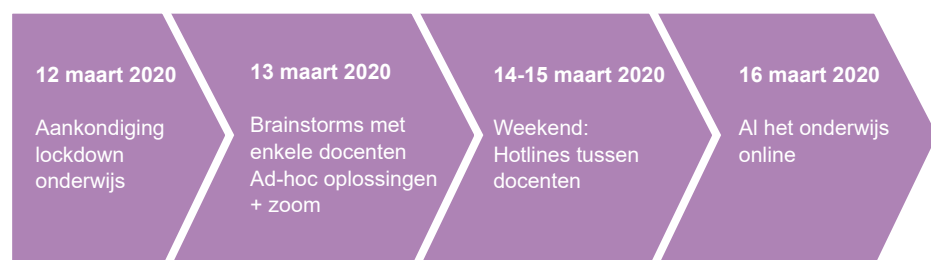 12 maart 2020
Aankondiging
lockdown
onderwijs
13 maart 2020
Brainstorms met
enkele docenten
Ad-hoc oplossingen
+ zoom
14-15 maart 2020
Weekend:
Hotlines tussen
docenten
16 maart 2020
Al het onderwijs
online